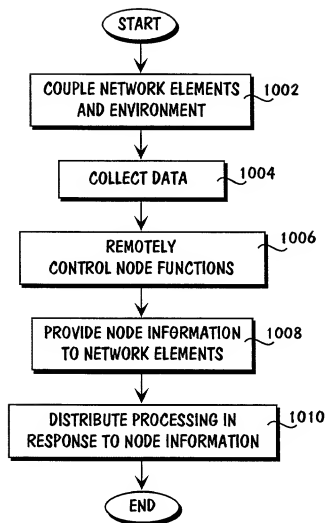 START
COUPLE NETWORK ELEMENTS
AND ENVIRONMENT
1002
COLLECT DATA
1004
REMOTELY
CONTROL NODE FUNCTIONS
1006
PROVIDE NODE INFORMATION
TO NETWORK ELEMENTS
1008
DISTRIBUTE PROCESSING IN
RESPONSE TO NODE INFORMATION
1010
END